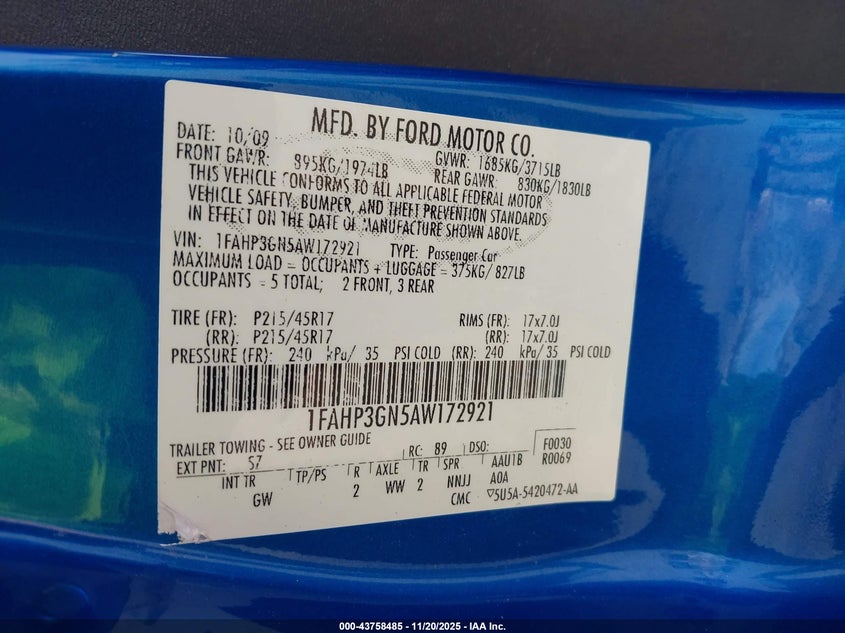 MFD. BY FORD MOTOR CO.
DATE: 10/09 GVWR: 1685KG/3715LB
FRONT GAWR: 895KG/1974LB REAR GAWR: 830KG/1830LB
THIS VEHICLE CONFORMS TO ALL APPLICABLE FEDERAL MOTOR
VEHICLE SAFETY, BUMPER, AND THEFT PREVENTION STANDARDS
IN EFFECT ON THE DATE OF MANUFACTURE SHOWN ABOVE.
VIN: 1FAHP3GN5AW172921 TYPE: Passenger Car
MAXIMUM LOAD = OCCUPANTS + LUGGAGE = 375KG/ 827LB
OCCUPANTS = 5 TOTAL; 2 FRONT, 3 REAR
TIRE (FR): P215/45R17 RIMS (FR): 17x7.0J
(RR): P215/45R17 (RR): 17x7.0J
PRESSURE (FR): 240 kPa/ 35 PSI COLD (RR): 240 kPa/ 35 PSI COLD
1FAHP3GN5AW172921
TRAILER TOWING - SEE OWNER GUIDE
EXT PNT: S7 RC: 89 DSO: F0030
R0069
INT TR TP/PS R AXLE TR SPR AAU1B
GW 2 WW 2 NNJJ A0A
CMC ▽5U5A-5420472-AA
000-43758485 - 11/20/2025 - IAA Inc.